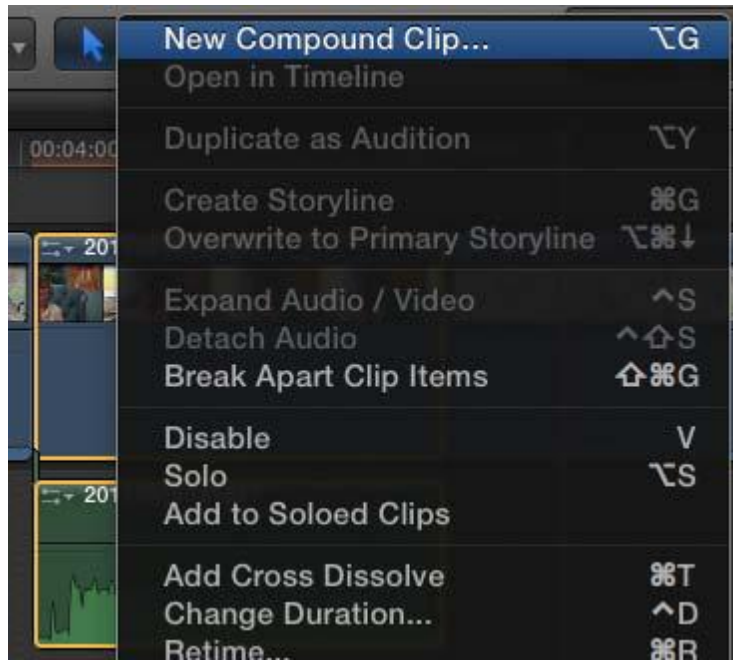 New Compound Clip... ⌥G
Open in Timeline
00:04:00
Duplicate as Audition ⌥Y
Create Storyline ⌘G
Overwrite to Primary Storyline ⌥⌘↓
201
Expand Audio / Video ^S
Detach Audio ^⇧S
Break Apart Clip Items ⇧⌘G
Disable V
Solo ⌥S
201
Add to Soloed Clips
Add Cross Dissolve ⌘T
Change Duration... ^D
Retime... ⌘R